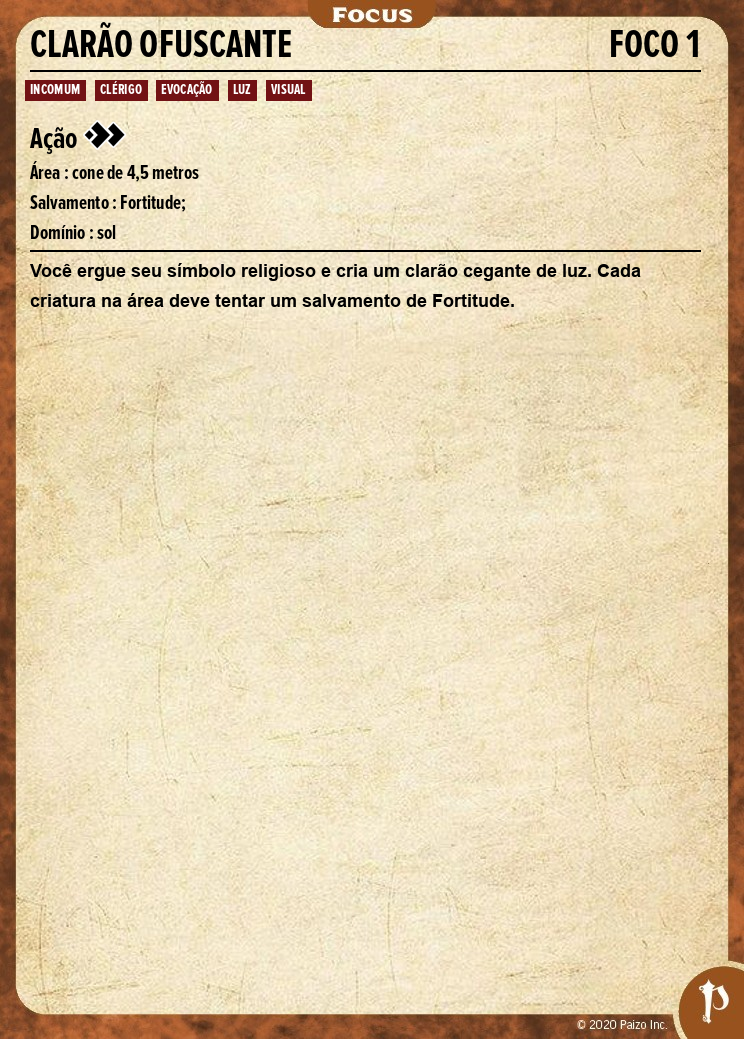 Focus
CLARÃO OFUSCANTE FOCO 1
INCOMUM CLÉRIGO EVOCAÇÃO LUZ VISUAL
Ação
Área : cone de 4,5 metros
Salvamento : Fortitude;
Domínio : sol
Você ergue seu símbolo religioso e cria um clarão cegante de luz. Cada
criatura na área deve tentar um salvamento de Fortitude.
© 2020 Paizo Inc.
P